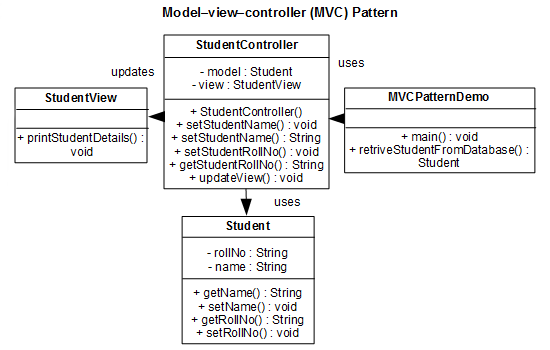 Model–view–controller (MVC) Pattern
StudentController
- model : Student
- view : StudentView
+ StudentController()
+ setStudentName() : void
+ setStudentName() : String
+ setStudentRollNo() : void
+ getStudentRollNo() : String
+ updateView() : void
updates
uses
StudentView
+ printStudentDetails() :
void
MVCPatternDemo
+ main() : void
+ retriveStudentFromDatabase() :
Student
uses
Student
- rollNo : String
- name : String
+ getName() : String
+ setName() : void
+ getRollNo() : String
+ setRollNo() : void